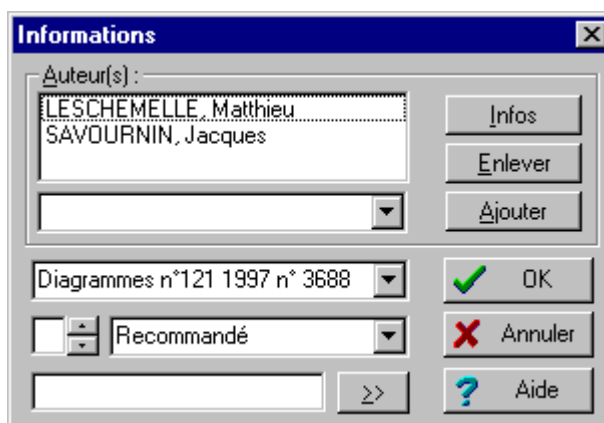 Informations
Auteur(s) :
LESCHEMELLE, Matthieu
SAVOURNIN, Jacques
Infos
Enlever
Ajouter
Diagrammes n°121 1997 n° 3688
OK
Recommandé
Annuler
>>
Aide